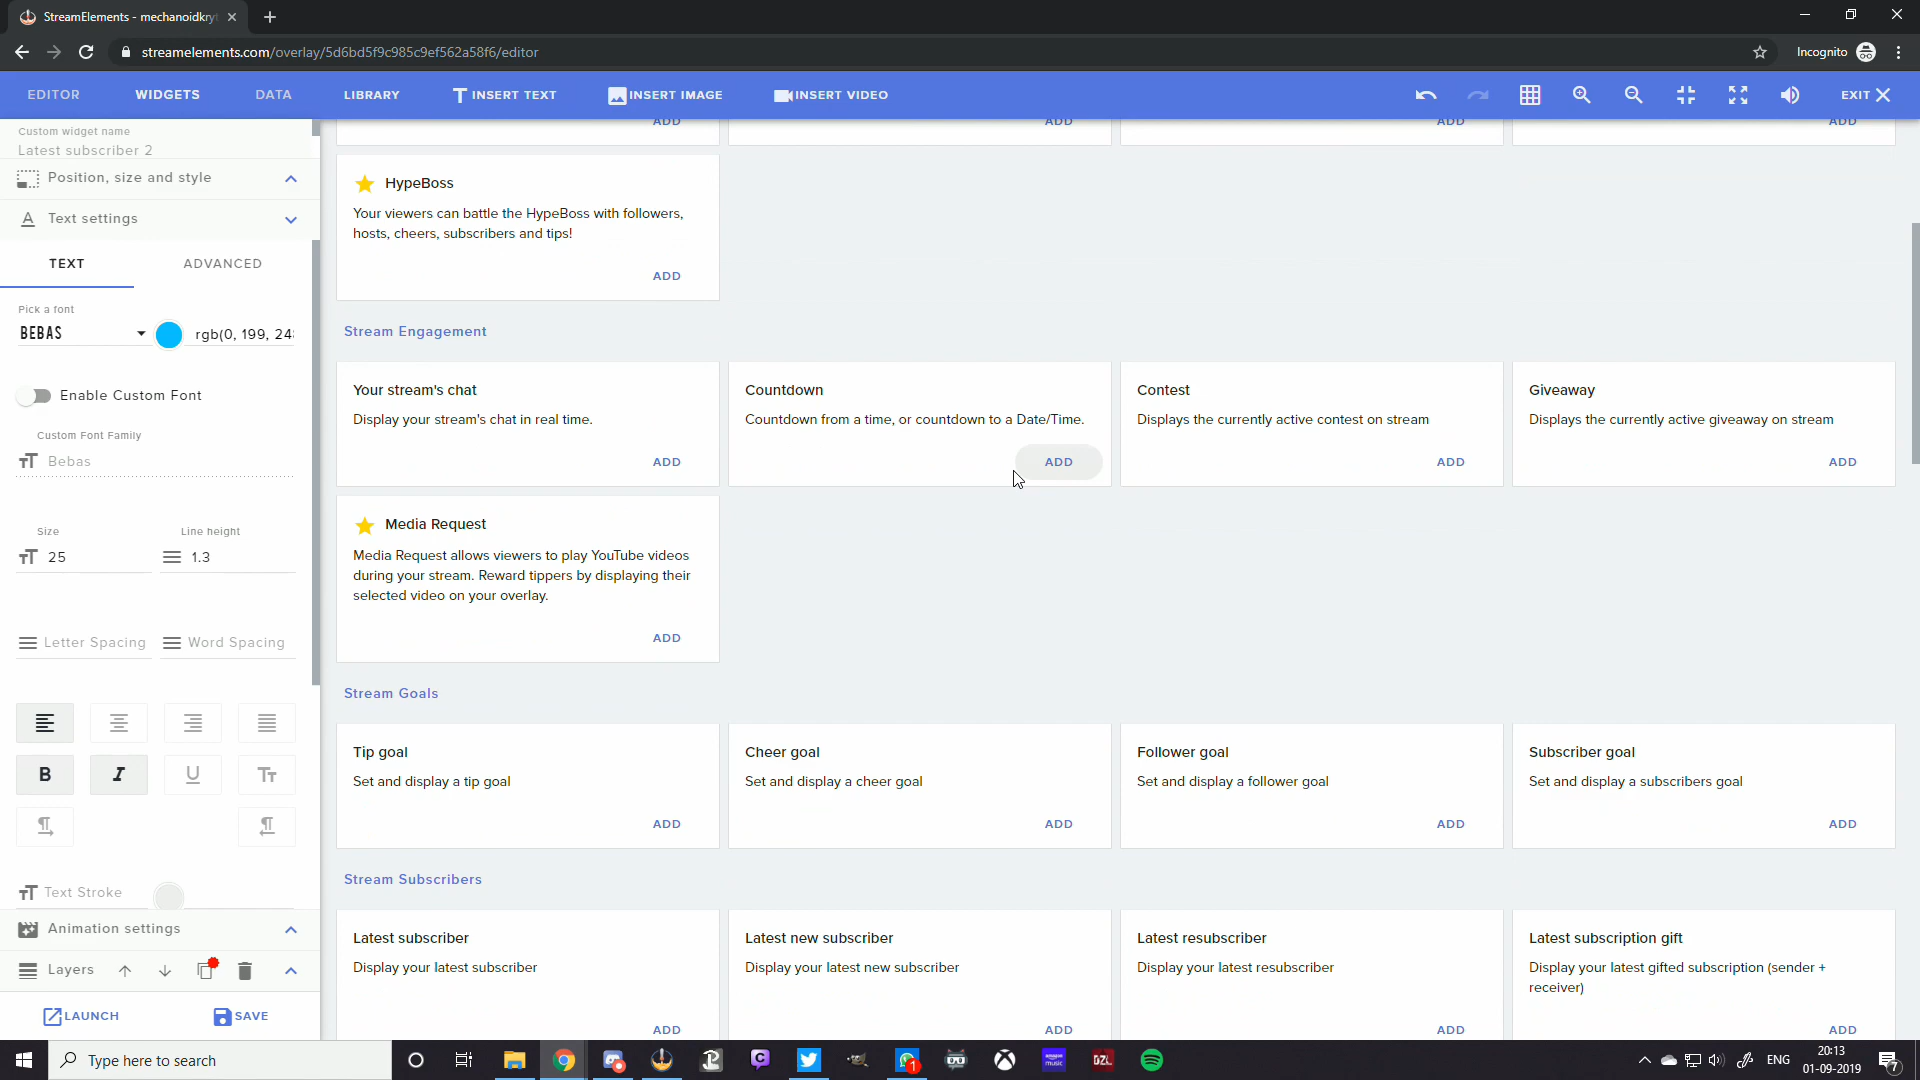 StreamElements - mechanoidkry
streamelements.com/overlay/5d6bd5f9c985c9ef562a58f6/editor
Incognito
EDITOR
WIDGETS
DATA
LIBRARY
INSERT TEXT
INSERT IMAGE
INSERT VIDEO
EXIT
Custom widget name
Latest subscriber 2
Position, size and style
Text settings
TEXT
ADVANCED
Pick a font
BEBAS
rgb(0, 199, 24
Enable Custom Font
Custom Font Family
Bebas
Size
Line height
25
1.3
Letter Spacing
Word Spacing
B
I
U
Text Stroke
Animation settings
Layers
LAUNCH
SAVE
ADD
ADD
ADD
ADD
HypeBoss
Your viewers can battle the HypeBoss with followers,
hosts, cheers, subscribers and tips!
ADD
Stream Engagement
Your stream's chat
Display your stream's chat in real time.
ADD
Countdown
Countdown from a time, or countdown to a Date/Time.
ADD
Contest
Displays the currently active contest on stream
ADD
Giveaway
Displays the currently active giveaway on stream
ADD
Media Request
Media Request allows viewers to play YouTube videos
during your stream. Reward tippers by displaying their
selected video on your overlay.
ADD
Stream Goals
Tip goal
Set and display a tip goal
ADD
Cheer goal
Set and display a cheer goal
ADD
Follower goal
Set and display a follower goal
ADD
Subscriber goal
Set and display a subscribers goal
ADD
Stream Subscribers
Latest subscriber
Display your latest subscriber
ADD
Latest new subscriber
Display your latest new subscriber
ADD
Latest resubscriber
Display your latest resubscriber
ADD
Latest subscription gift
Display your latest gifted subscription (sender +
receiver)
ADD
Type here to search
ENG
20:13
01-09-2019